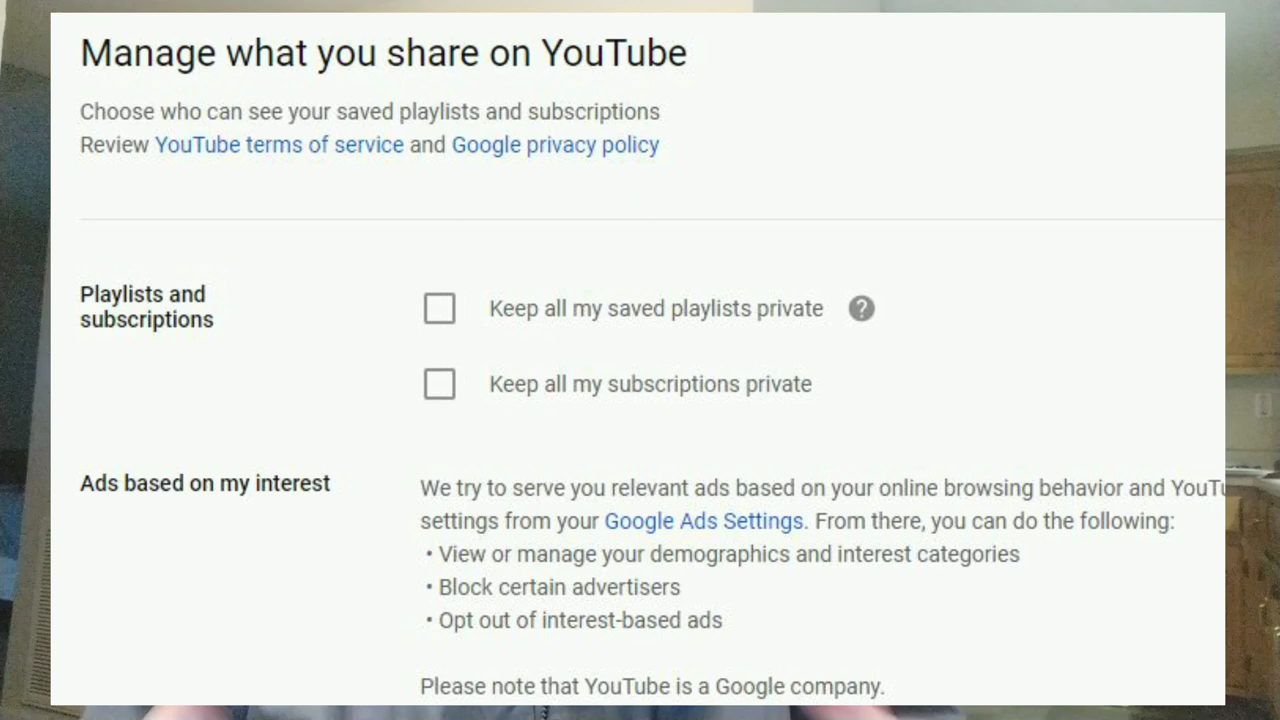 Manage what you share on YouTube
Choose who can see your saved playlists and subscriptions
Review YouTube terms of service and Google privacy policy
Playlists and
subscriptions
Keep all my saved playlists private ?
Keep all my subscriptions private
Ads based on my interest
We try to serve you relevant ads based on your online browsing behavior and
settings from your Google Ads Settings. From there, you can do the following:
• View or manage your demographics and interest categories
• Block certain advertisers
• Opt out of interest-based ads
Please note that YouTube is a Google company.